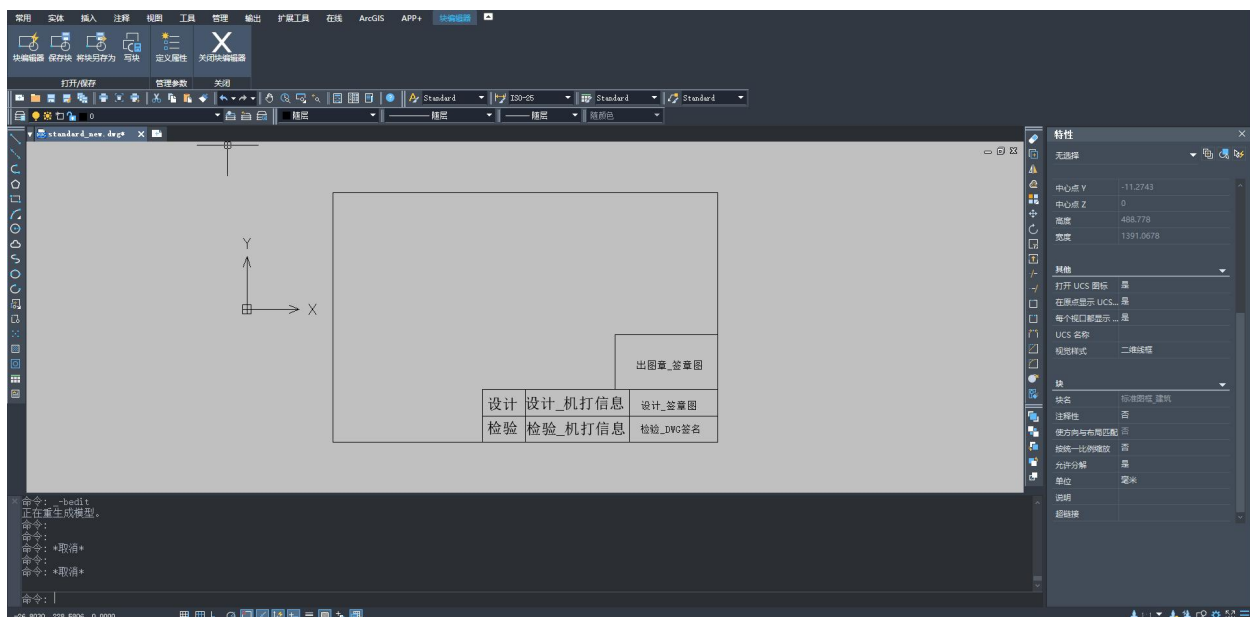 常用 实体 插入 注释 视图 工具 管理 输出 扩展工具 在线 ArcGIS APP+ 块编辑器
块编辑器 保存块 将块另存为 写块 定义属性 关闭块编辑器
打开/保存 管理参数 关闭
Standard ISO-25 Standard Standard
0 随层 随层 随层 随颜色
standard_new.dwg*
Y
X
出图章_签章图
设计 设计_机打信息 设计_签章图
检验 检验_机打信息 检验_DWG签名
特性
无选择
中心点 Y -11.2743
中心点 Z 0
高度 488.778
宽度 1391.0678
其他
打开 UCS 图标 是
在原点显示 UCS... 是
每个视口都显示 ... 是
UCS 名称
视觉样式 二维线框
块
块名 标准图框_建筑
注释性 否
使方向与布局匹配 否
按统一比例缩放 否
允许分解 是
单位 毫米
说明
超链接
命令: _-bedit
正在重生成模型。
命令:
命令:
命令: *取消*
命令:
命令: *取消*
命令: